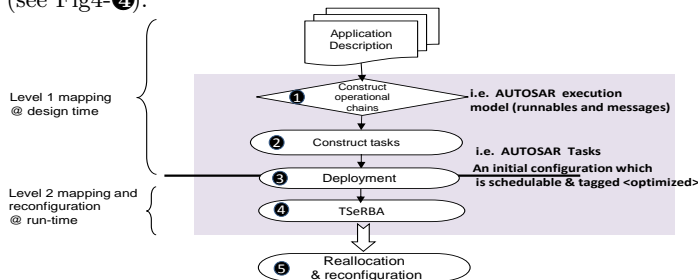 (see Fig4-❹).
Application
Description
Level 1 mapping
@ design time
❶
Construct
operational
chains
i.e. AUTOSAR execution
model (runnables and messages)
❷ Construct tasks
i.e. AUTOSAR Tasks
❸ Deployment
An initial configuration which
is schedulable & tagged <optimized>
Level 2 mapping and
reconfiguration
@ run-time
❹ TSeRBA
❺ Reallocation
& reconfiguration